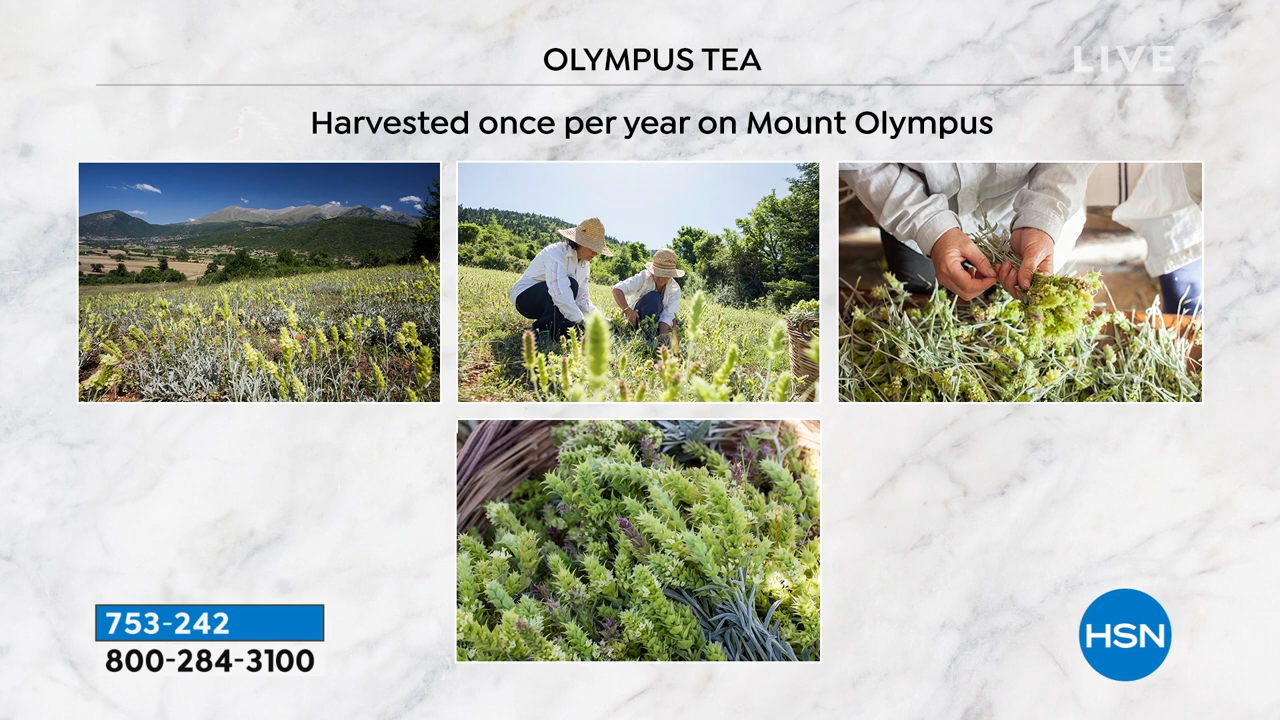 OLYMPUS TEA
LIVE
Harvested once per year on Mount Olympus
753-242
800-284-3100
HSN